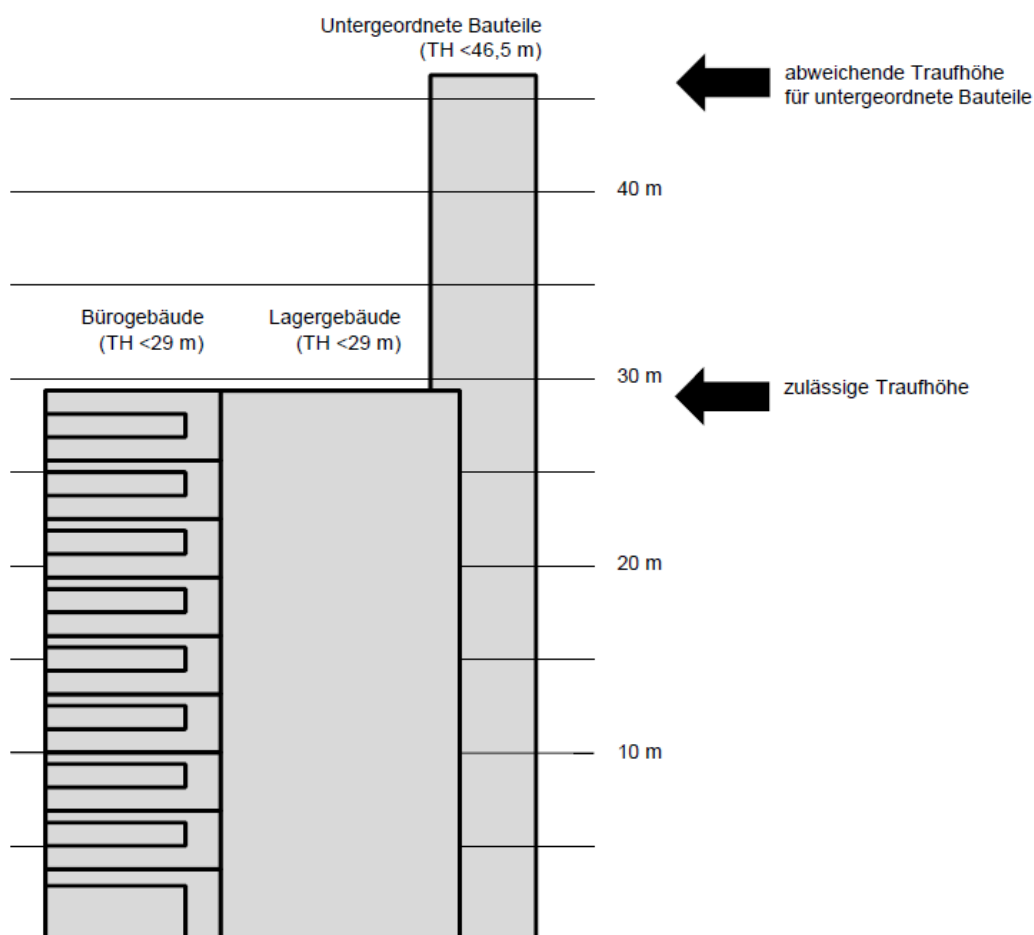 Untergeordnete Bauteile
(TH <46,5 m)
abweichende Traufhöhe
für untergeordnete Bauteile
40 m
Bürogebäude
(TH <29 m)
Lagergebäude
(TH <29 m)
30 m
zulässige Traufhöhe
20 m
10 m